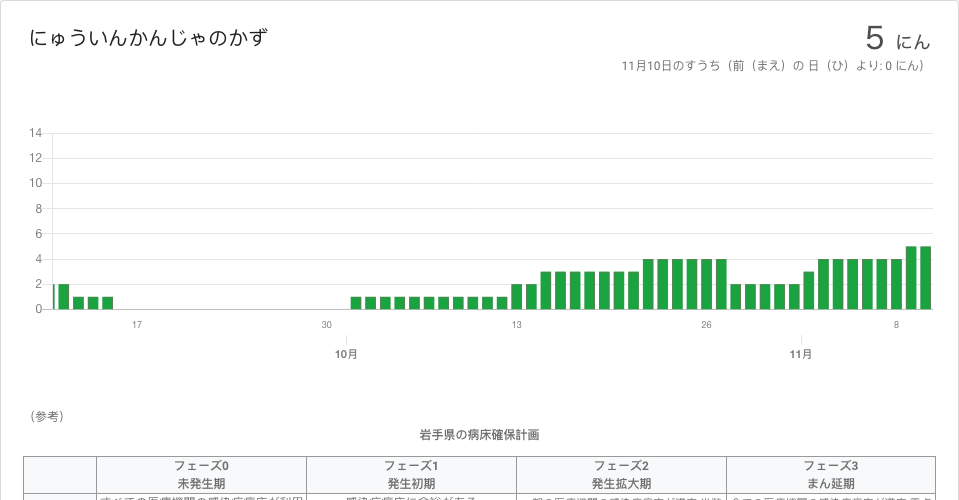 にゅういんかんじゃのかず
5 にん
11月10日のすうち（前（まえ）の 日（ひ）より: 0 にん）
14
12
10
8
6
4
2
0
17
30
13
26
8
10月
11月
（参考）
岩手県の病床確保計画
フェーズ0
フェーズ1
フェーズ2
フェーズ3
未発生期
発生初期
発生拡大期
まん延期